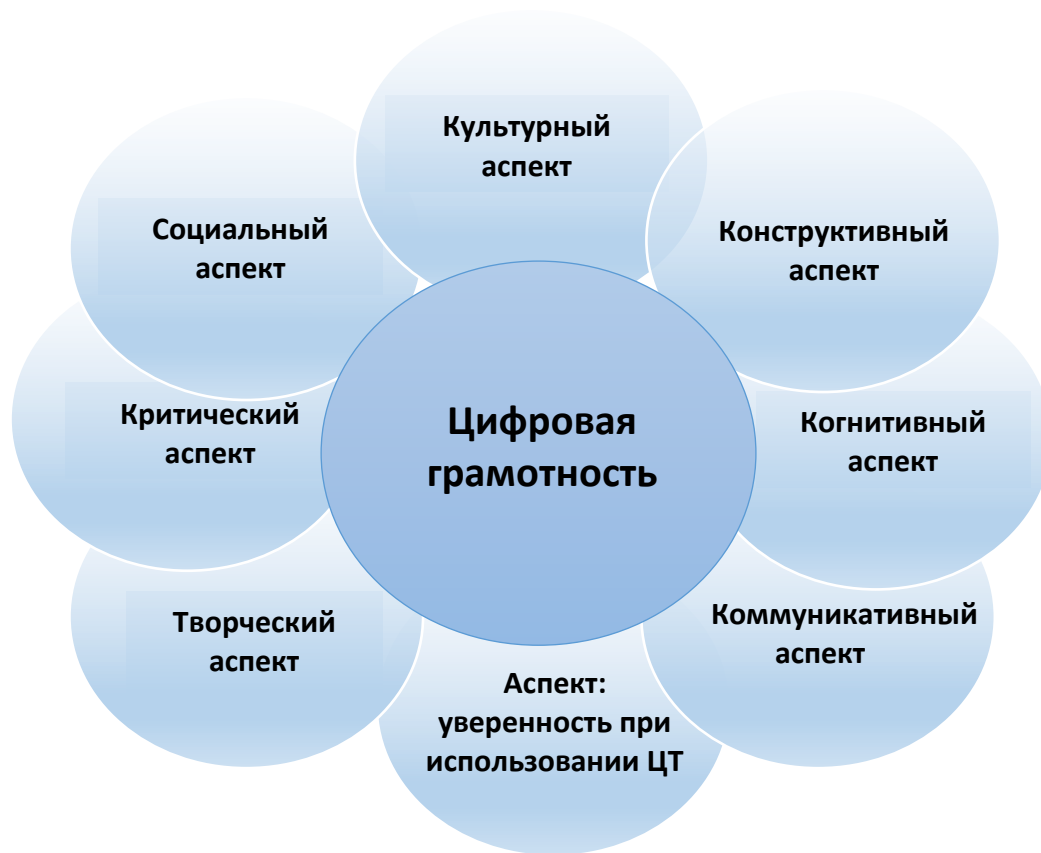 Культурный
аспект
Социальный
аспект
Конструктивный
аспект
Критический
аспект
Цифровая
грамотность
Когнитивный
аспект
Творческий
аспект
Коммуникативный
аспект
Аспект:
уверенность при
использовании ЦТ